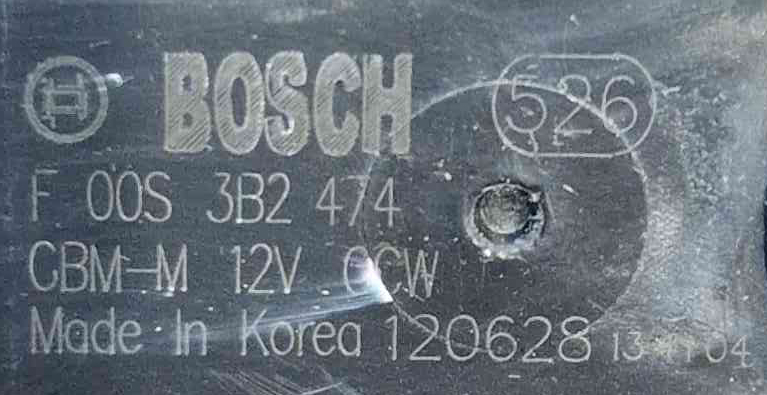 BOSCH 526
F 00S 3B2 474
CBM-M 12V CCW
Made In Korea 120628